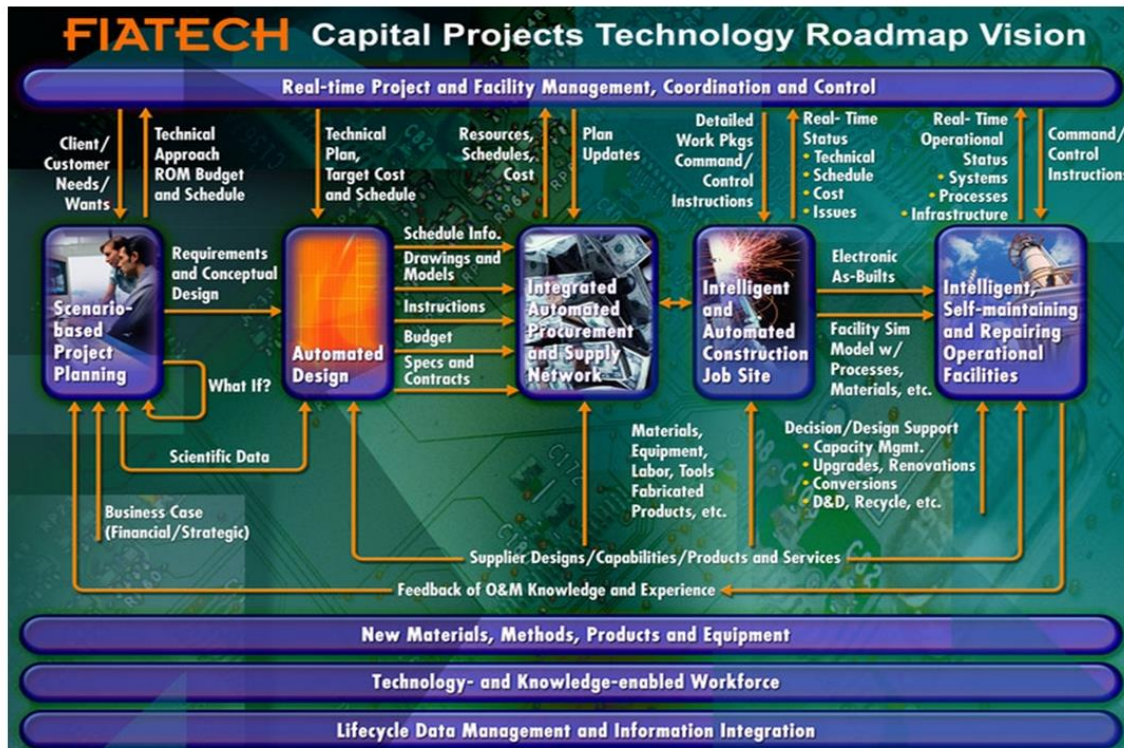 FIATECH Capital Projects Technology Roadmap Vision
Real-time Project and Facility Management, Coordination and Control
Client/
Customer
Needs/
Wants
Technical
Approach
ROM Budget
and Schedule
Technical
Plan,
Target Cost
and Schedule
Resources,
Schedules,
Cost
Plan
Updates
Detailed
Work Pkgs
Command/
Control
Instructions
Real- Time
Status
• Technical
• Schedule
• Cost
• Issues
Real- Time
Operational
Status
• Systems
• Processes
• Infrastructure
Command/
Control
Instructions
Scenario-
based
Project
Planning
Requirements
and Conceptual
Design
What If?
Automated
Design
Schedule Info.
Drawings and
Models
Instructions
Budget
Specs and
Contracts
Integrated
Automated
Procurement
and Supply
Network
Intelligent
and
Automated
Construction
Job Site
Electronic
As-Builts
Facility Sim
Model w/
Processes,
Materials, etc.
Intelligent,
Self-maintaining
and Repairing
Operational
Facilities
Scientific Data
Business Case
(Financial/Strategic)
Materials,
Equipment,
Labor, Tools
Fabricated
Products, etc.
Decision/Design Support
• Capacity Mgmt.
• Upgrades, Renovations
• Conversions
• D&D, Recycle, etc.
Supplier Designs/Capabilities/Products and Services
Feedback of O&M Knowledge and Experience
New Materials, Methods, Products and Equipment
Technology- and Knowledge-enabled Workforce
Lifecycle Data Management and Information Integration